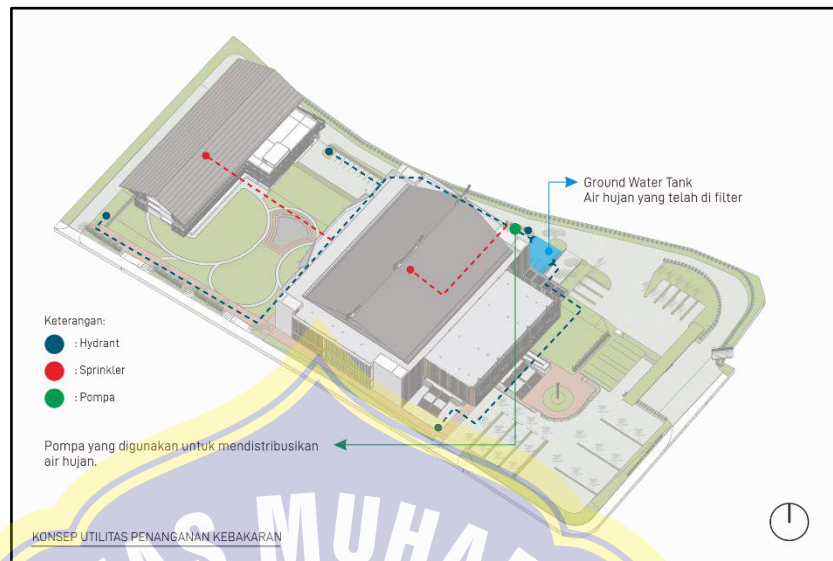 Ground Water Tank
Air hujan yang telah di filter
Keterangan:
: Hydrant
: Sprinkler
: Pompa
Pompa yang digunakan untuk mendistribusikan
air hujan.
KONSEP UTILITAS PENANGANAN KEBAKARAN